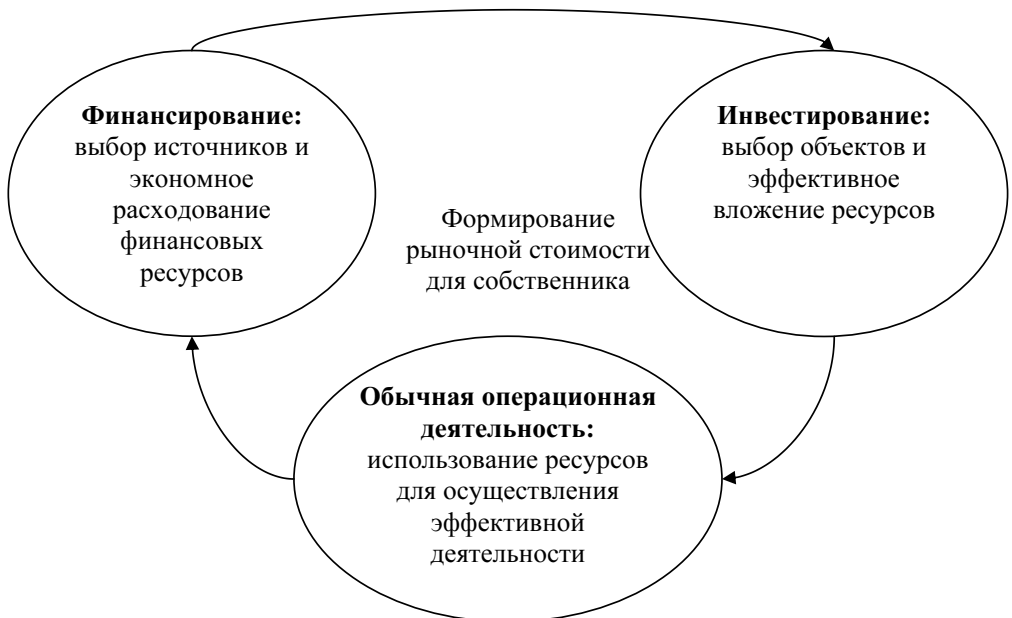 Финансирование:
выбор источников и
экономное
расходование
финансовых
ресурсов
Инвестирование:
выбор объектов и
эффективное
вложение ресурсов
Формирование
рыночной стоимости
для собственника
Обычная операционная
деятельность:
использование ресурсов
для осуществления
эффективной
деятельности